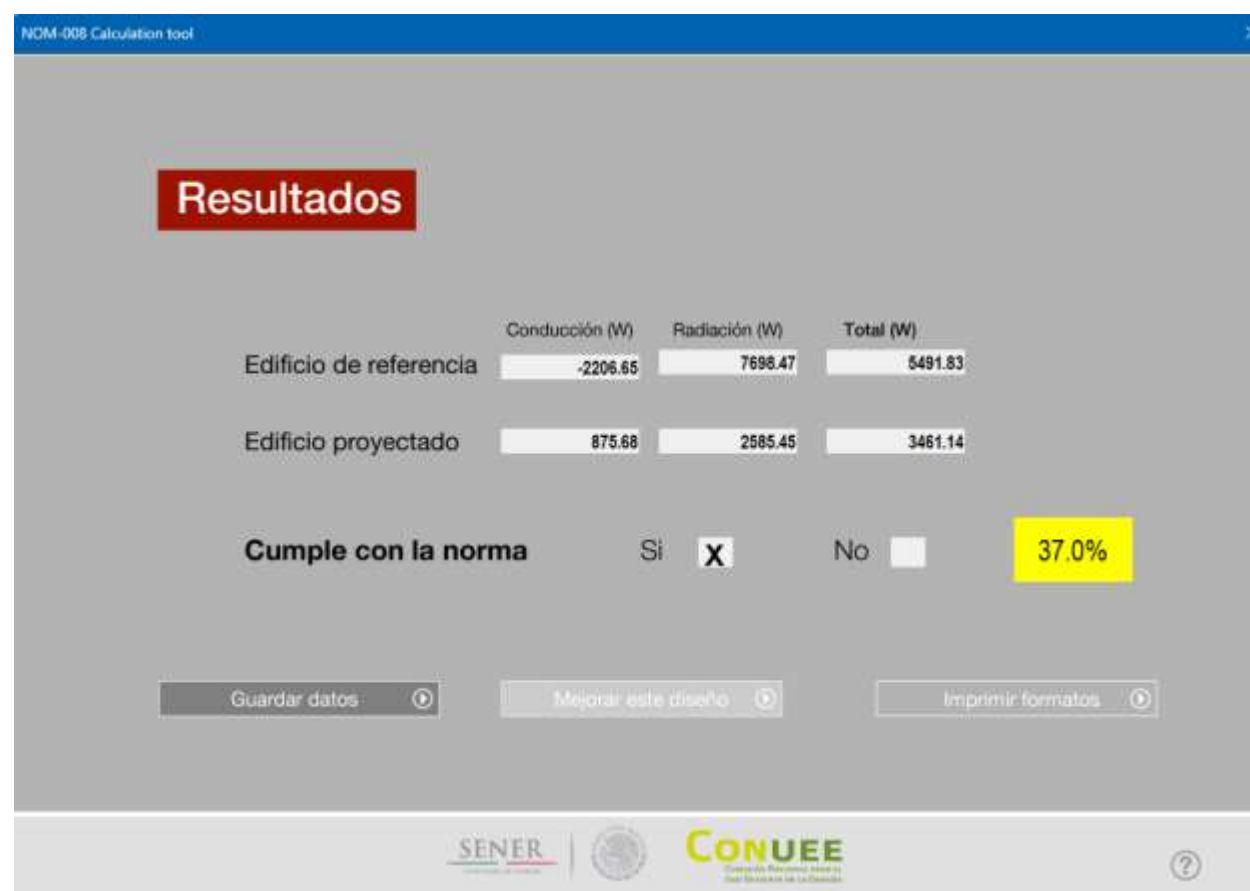 NOM-008 Calculation tool
Resultados
Conducción (W) Radiación (W) Total (W)
Edificio de referencia -2206.65 7698.47 5491.83
Edificio proyectado 875.68 2585.45 3461.14
Cumple con la norma Si X No 37.0%
Guardar datos Mejorar este diseño Imprimir formatos
SENER CONUEE
?